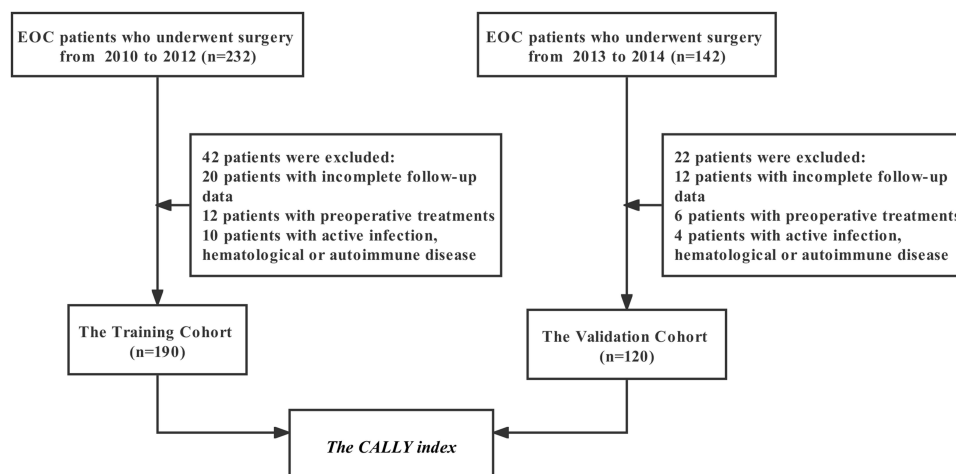 EOC patients who underwent surgery
from 2010 to 2012 (n=232)
EOC patients who underwent surgery
from 2013 to 2014 (n=142)
42 patients were excluded:
20 patients with incomplete follow-up
data
12 patients with preoperative treatments
10 patients with active infection,
hematological or autoimmune disease
22 patients were excluded:
12 patients with incomplete follow-up
data
6 patients with preoperative treatments
4 patients with active infection,
hematological or autoimmune disease
The Training Cohort
(n=190)
The Validation Cohort
(n=120)
The CALLY index